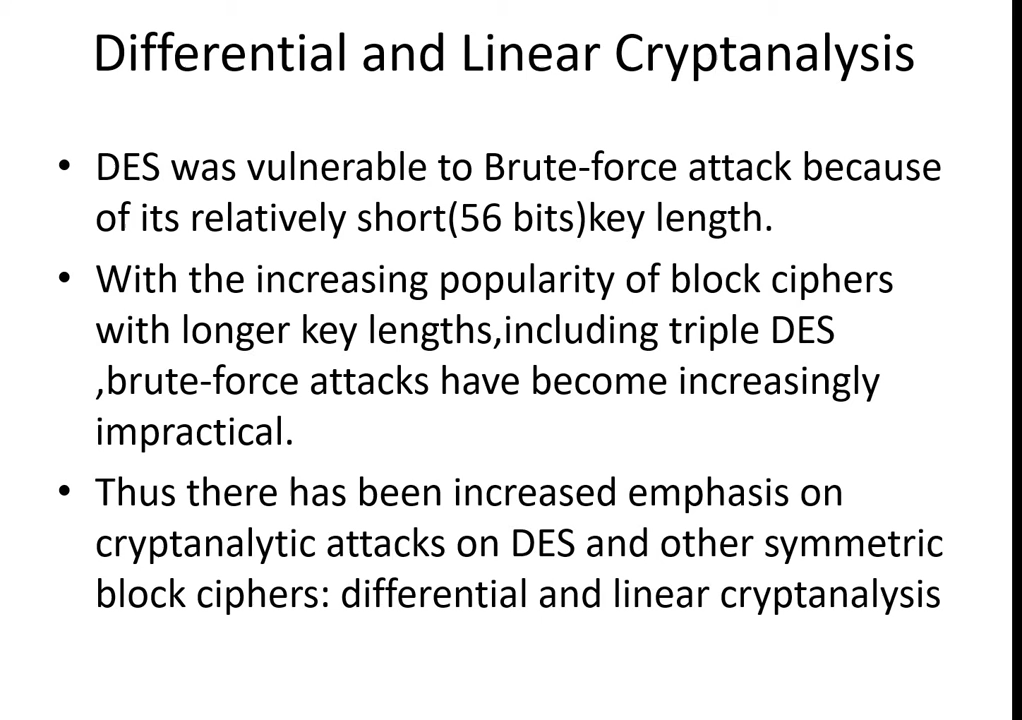 Differential and Linear Cryptanalysis
• DES was vulnerable to Brute-force attack because
of its relatively short(56 bits)key length.
• With the increasing popularity of block ciphers
with longer key lengths,including triple DES
,brute-force attacks have become increasingly
impractical.
• Thus there has been increased emphasis on
cryptanalytic attacks on DES and other symmetric
block ciphers: differential and linear cryptanalysis